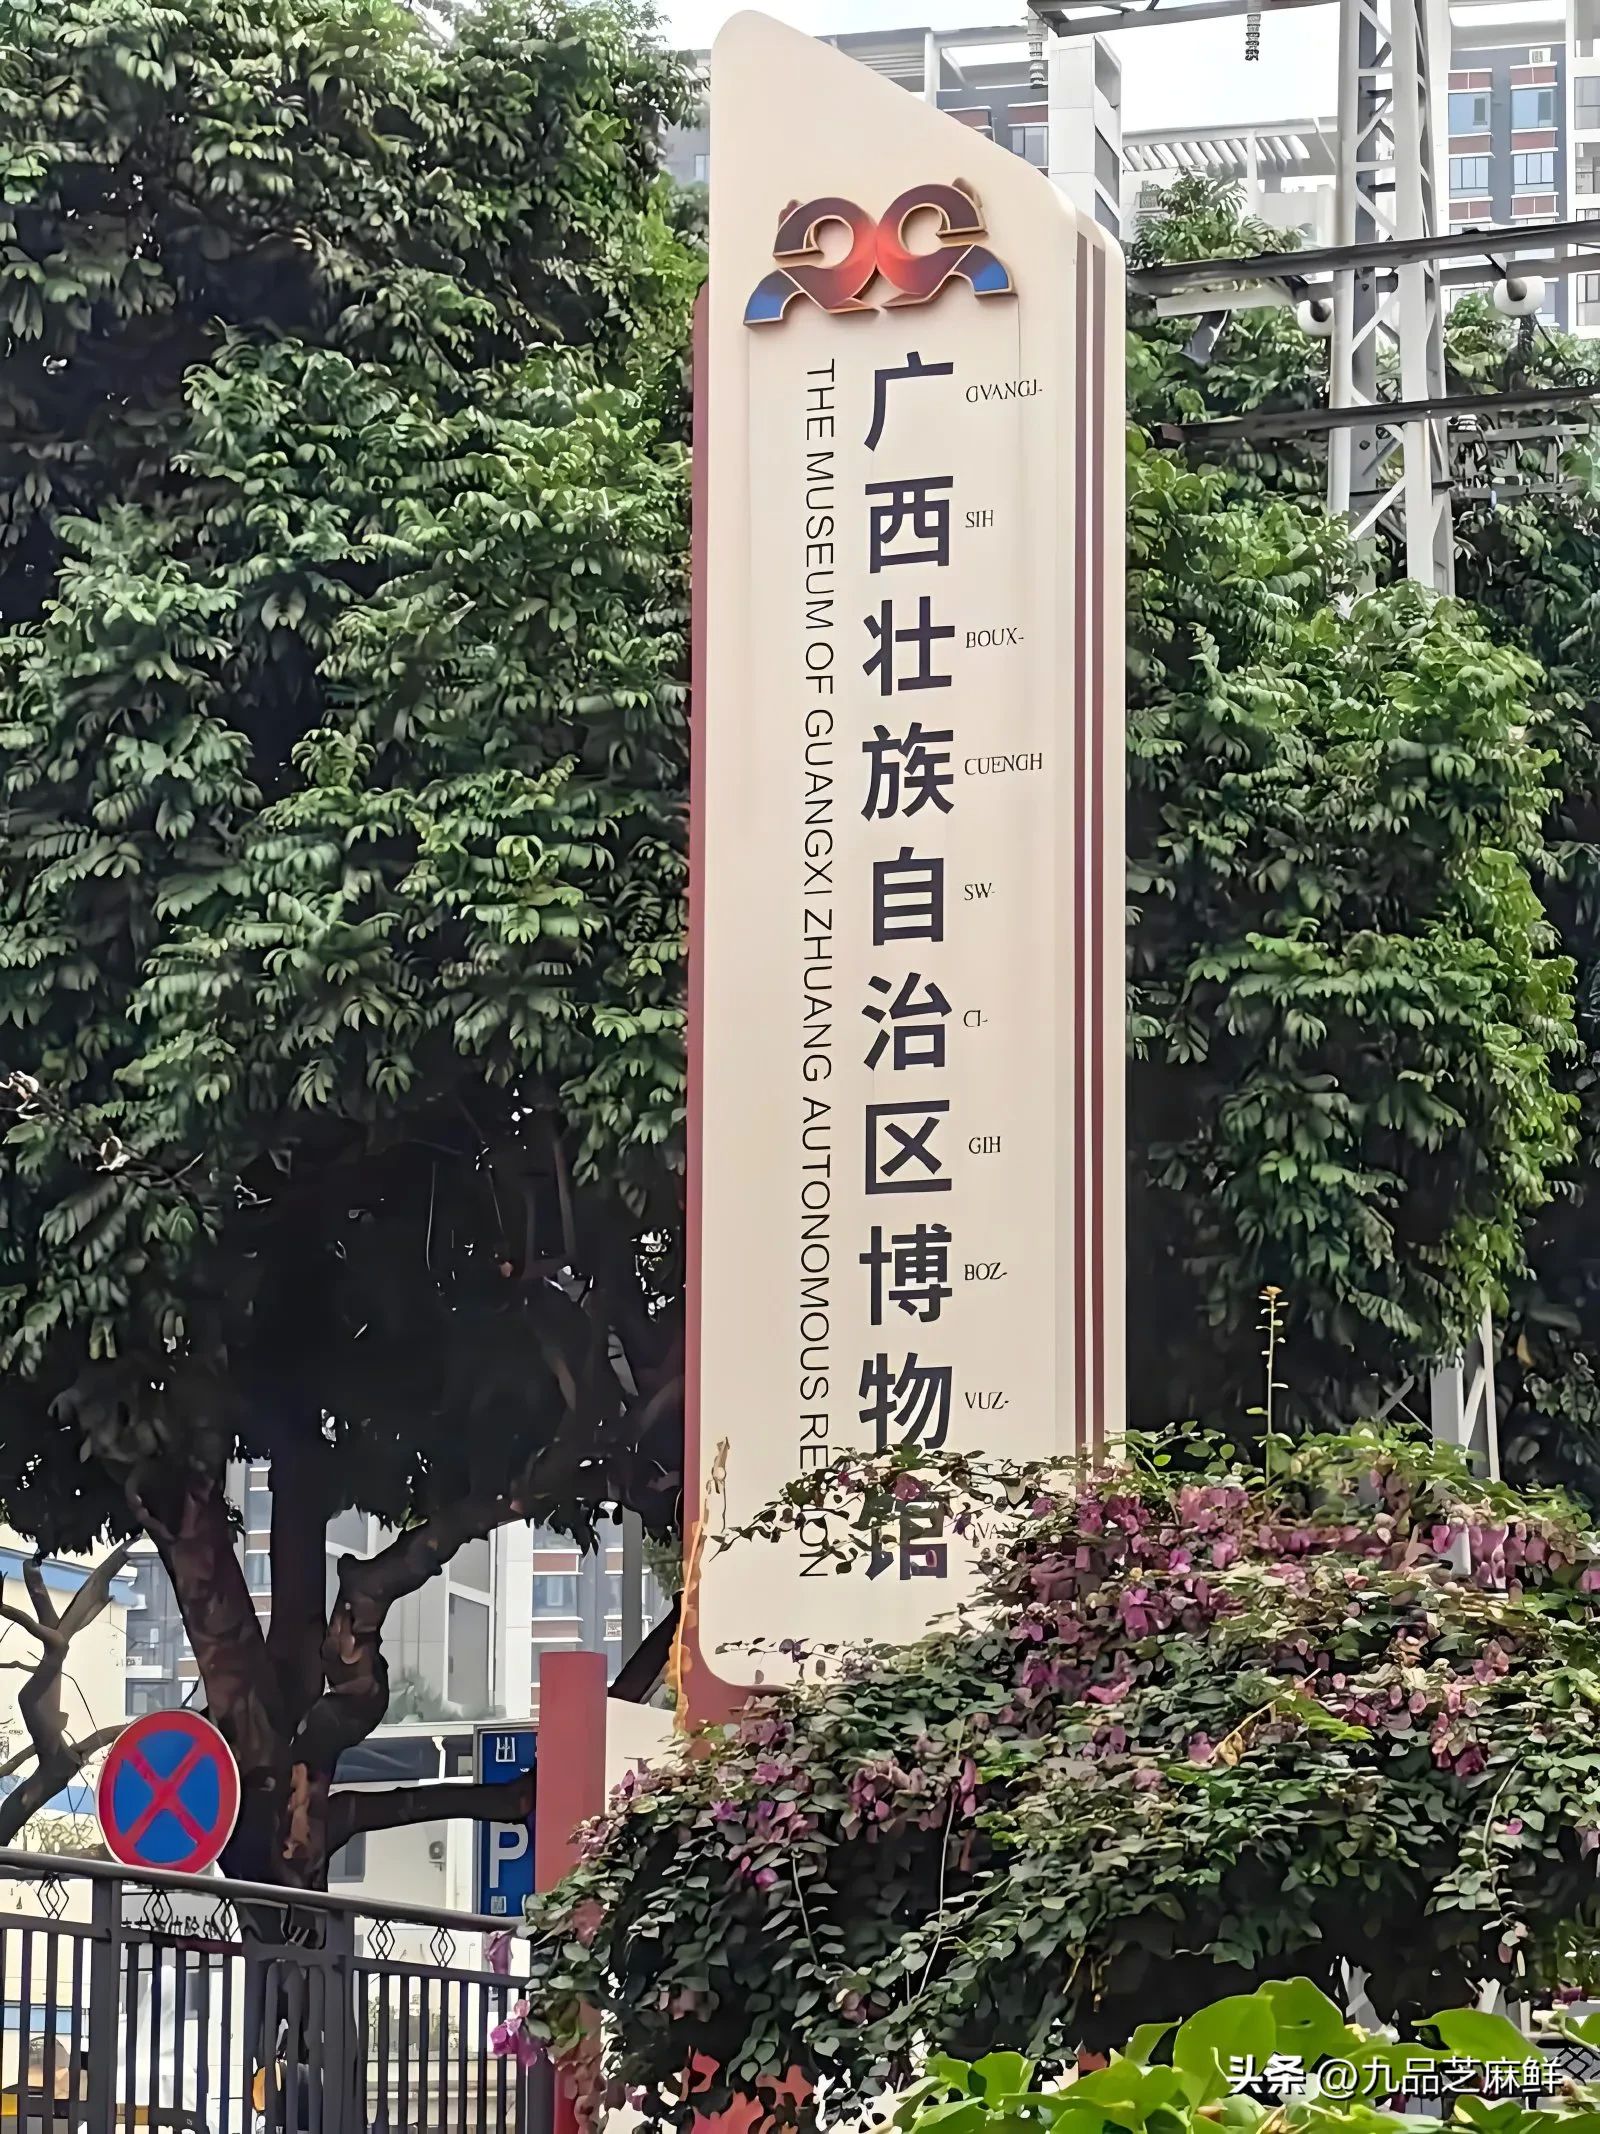 广西壮族自治区博物馆
THE MUSEUM OF GUANGXI ZHUANG AUTONOMOUS RE ON
GVANGJ-
SIH
BOUX-
CUENGH
SW-
CI-
GIH
BOZ-
VUZ-
P
头条 @九品芝麻鲜